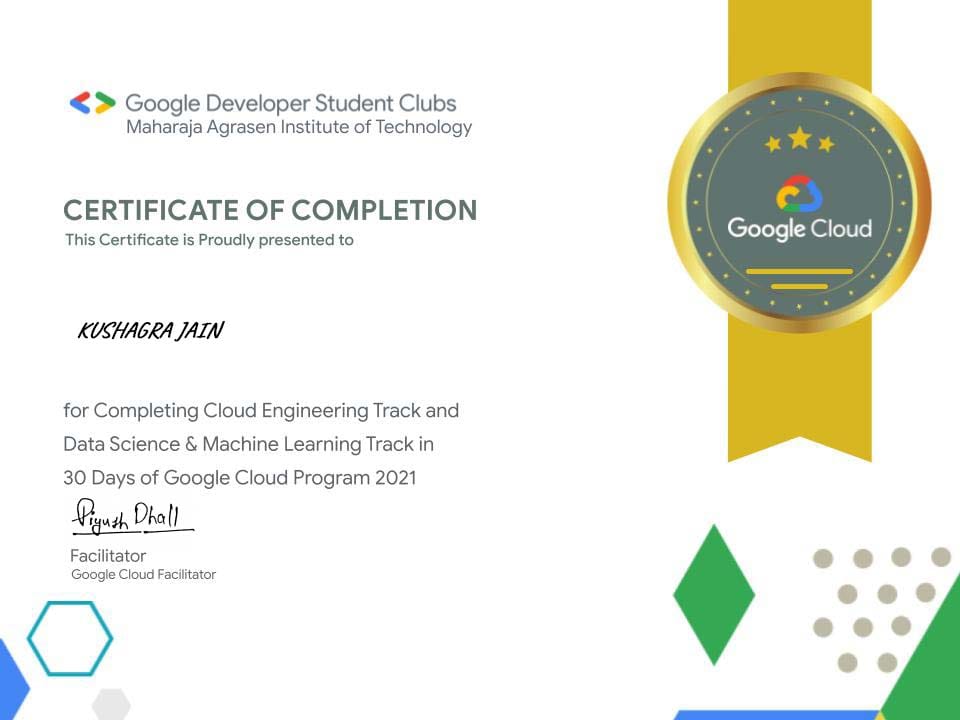 Google Developer Student Clubs
Maharaja Agrasen Institute of Technology
CERTIFICATE OF COMPLETION
This Certificate is Proudly presented to
KUSHAGRA JAIN
for Completing Cloud Engineering Track and
Data Science & Machine Learning Track in
30 Days of Google Cloud Program 2021
Piyush Dhall
Facilitator
Google Cloud Facilitator
Google Cloud